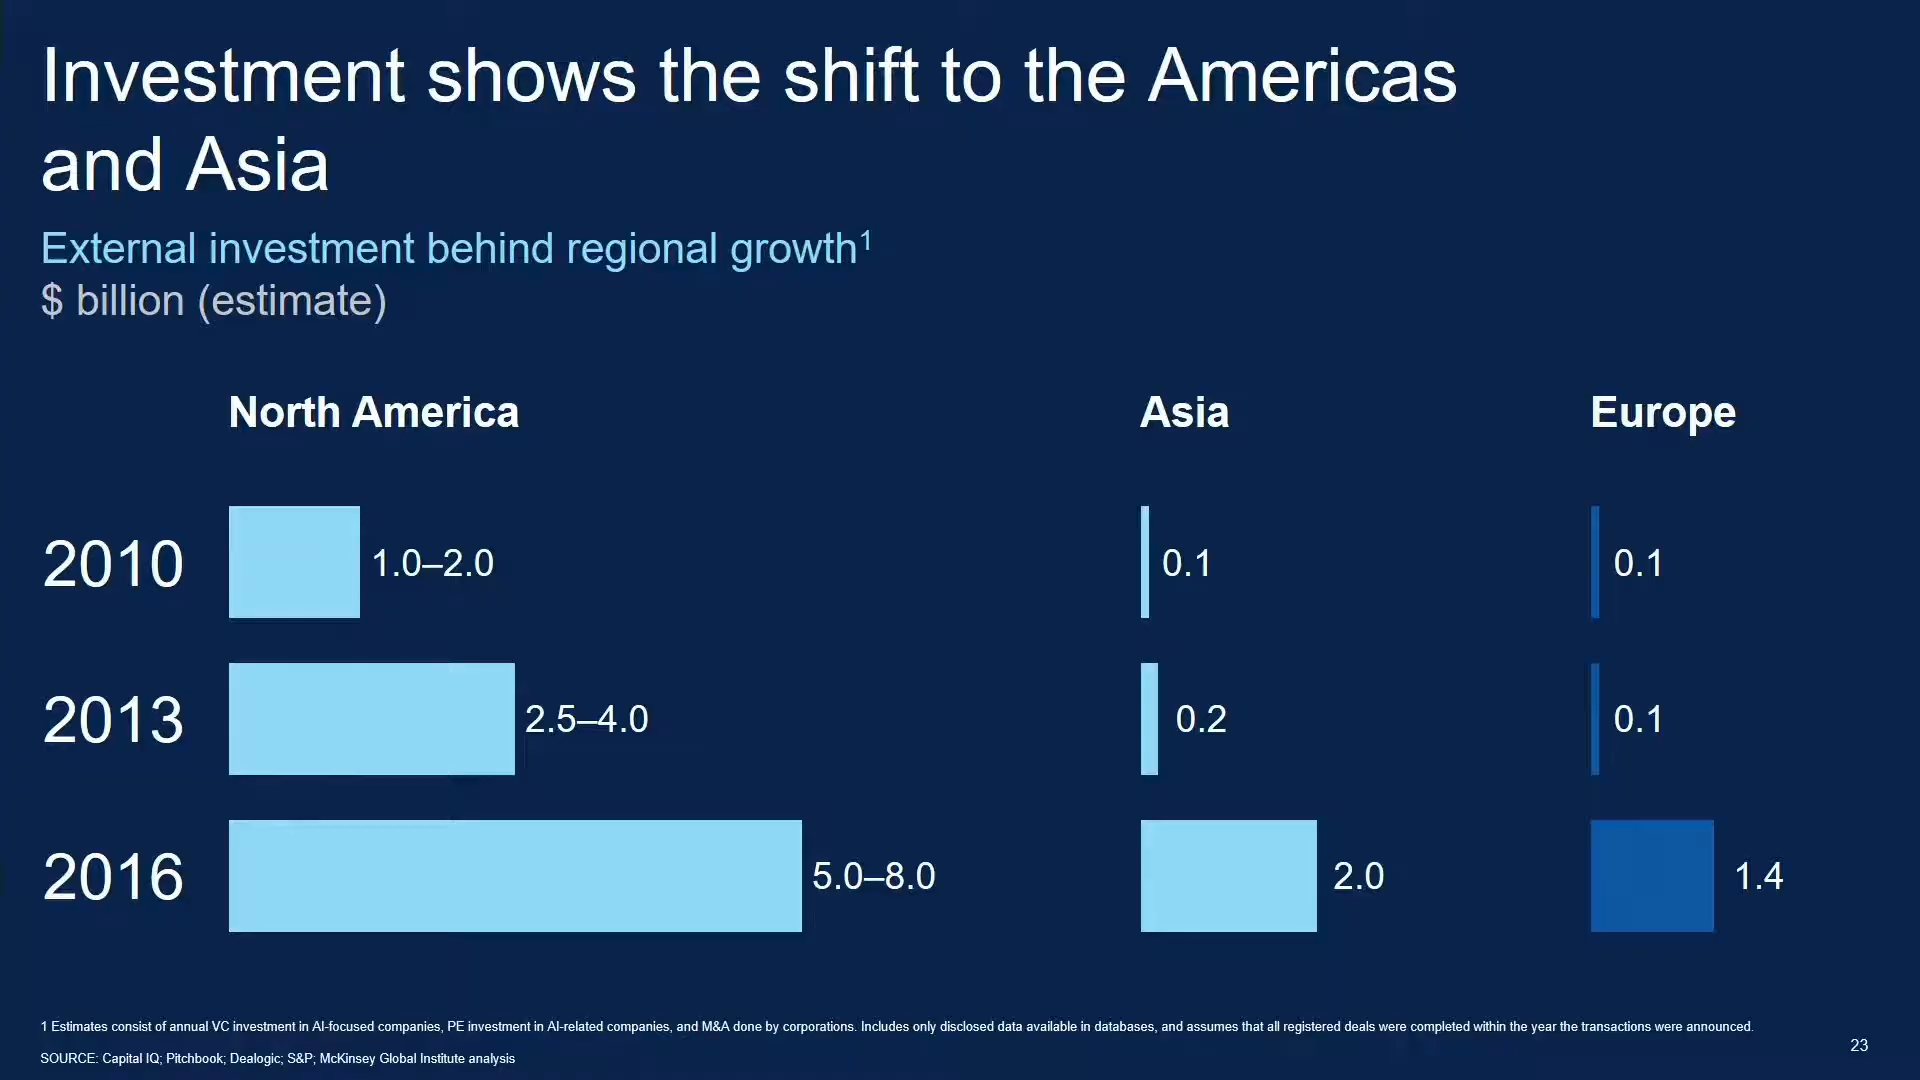 Investment shows the shift to the Americas
and Asia
External investment behind regional growth¹
$ billion (estimate)
North America Asia Europe
2010 1.0–2.0 0.1 0.1
2013 2.5–4.0 0.2 0.1
2016 5.0–8.0 2.0 1.4
1 Estimates consist of annual VC investment in AI-focused companies, PE investment in AI-related companies, and M&A done by corporations. Includes only disclosed data available in databases, and assumes that all registered deals were completed within the year the transactions were announced.
SOURCE: Capital IQ; Pitchbook; Dealogic; S&P; McKinsey Global Institute analysis
23